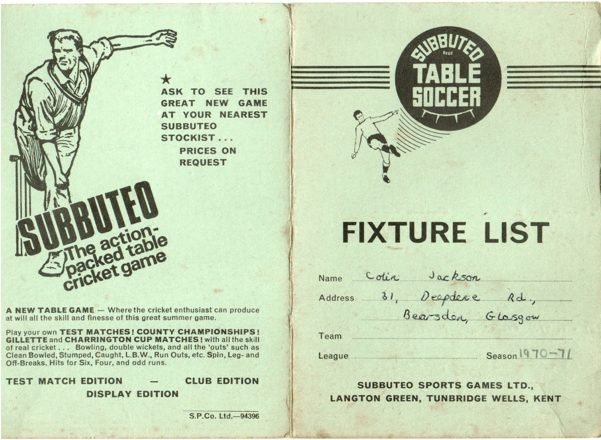 SUBBUTEO
The action-
packed table
cricket game
★
ASK TO SEE THIS
GREAT NEW GAME
AT YOUR NEAREST
SUBBUTEO
STOCKIST . . .
PRICES ON
REQUEST
A NEW TABLE GAME — Where the cricket enthusiast can produce
at will all the skill and finesse of this great summer game.
Play your own TEST MATCHES! COUNTY CHAMPIONSHIPS!
GILLETTE and CHARRINGTON CUP MATCHES! with all the skill
of real cricket . . . Bowling, double wickets, and all the 'outs' such as
Clean Bowled, Stumped, Caught, L.B.W., Run Outs, etc. Spin, Leg- and
Off-Breaks. Hits for Six, Four, and odd runs.
TEST MATCH EDITION — CLUB EDITION
DISPLAY EDITION
S.P.Co. Ltd.—94396
SUBBUTEO
TABLE
SOCCER
FIXTURE LIST
Name Colin Jackson
Address 31, Deepdene Rd.,
Bearsden, Glasgow
Team
League Season 1970-71
SUBBUTEO SPORTS GAMES LTD.,
LANGTON GREEN, TUNBRIDGE WELLS, KENT